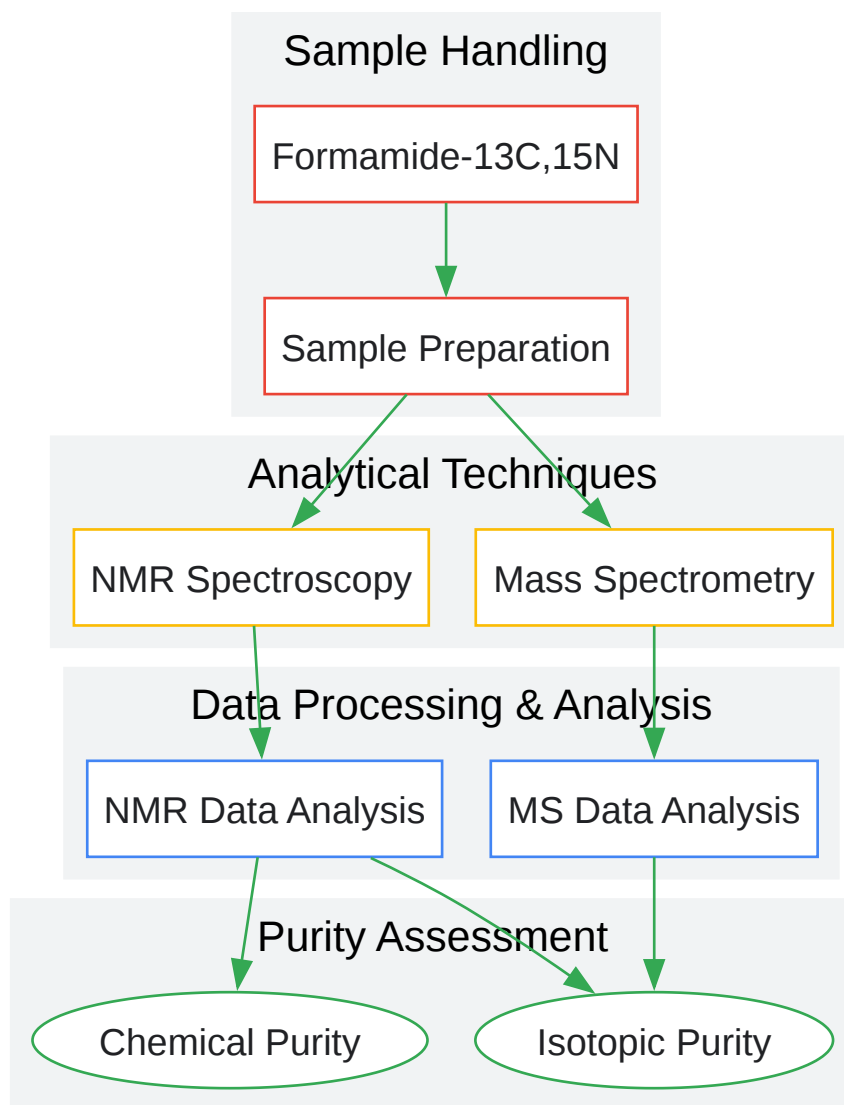 Sample Handling
Formamide-13C,15N
Sample Preparation
Analytical Techniques
NMR Spectroscopy
Mass Spectrometry
Data Processing & Analysis
NMR Data Analysis
MS Data Analysis
Purity Assessment
Chemical Purity
Isotopic Purity